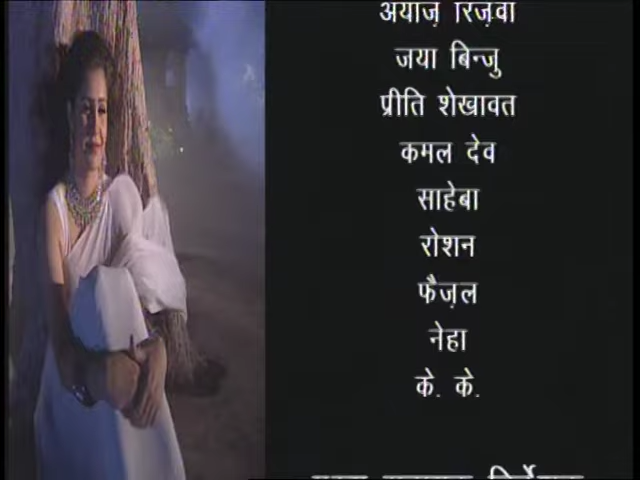 अयाज़ रिज़वी
जया बिन्जु
प्रीति शेखावत
कमल देव
साहेबा
रोशन
फैज़ल
नेहा
के. के.